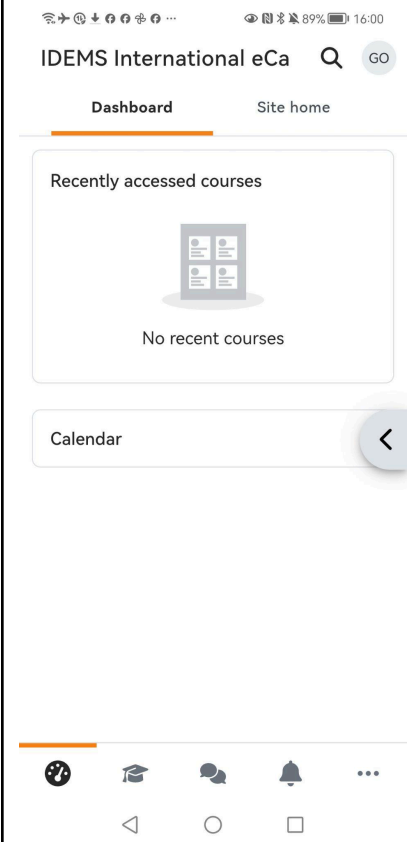 89% 16:00
IDEMS International eCa
GO
Dashboard Site home
Recently accessed courses
No recent courses
Calendar